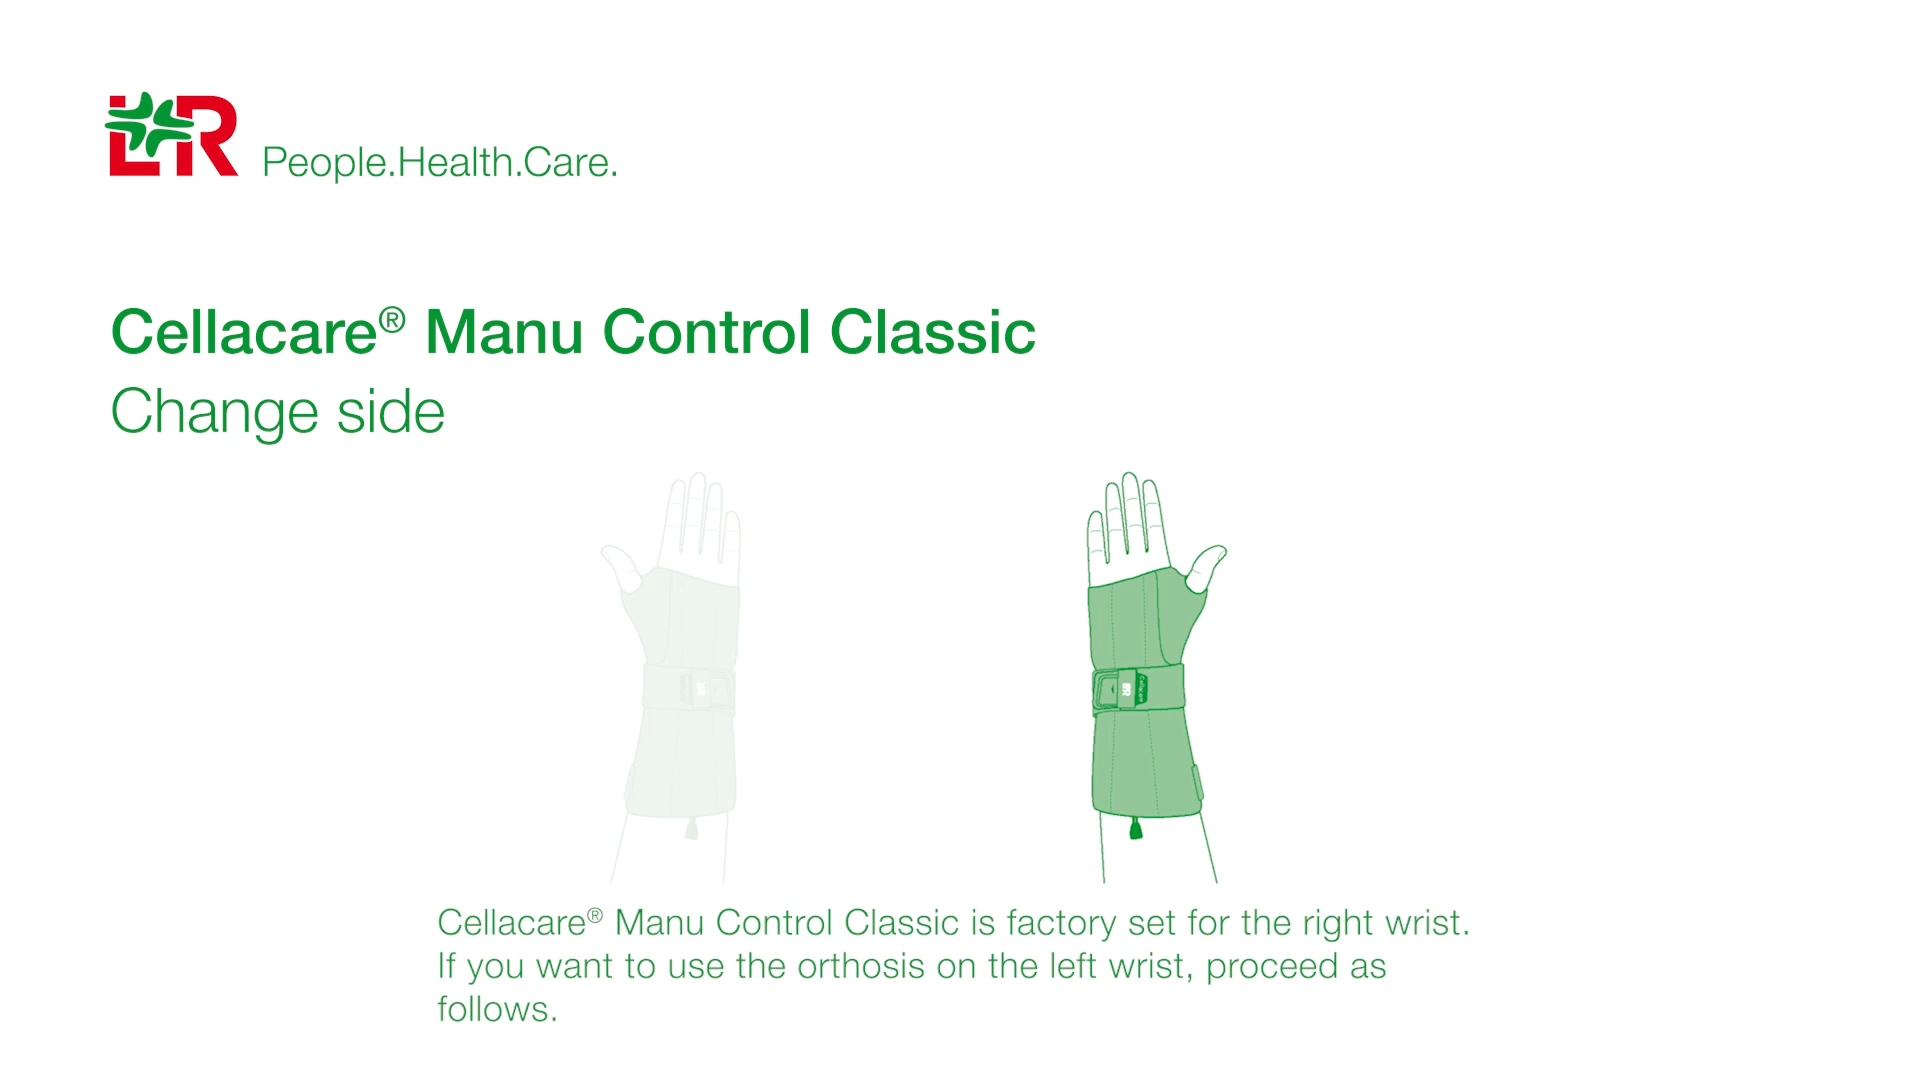 L&R People.Health.Care.
Cellacare® Manu Control Classic
Change side
L&R
Cellacare
Cellacare® Manu Control Classic is factory set for the right wrist.
If you want to use the orthosis on the left wrist, proceed as
follows.